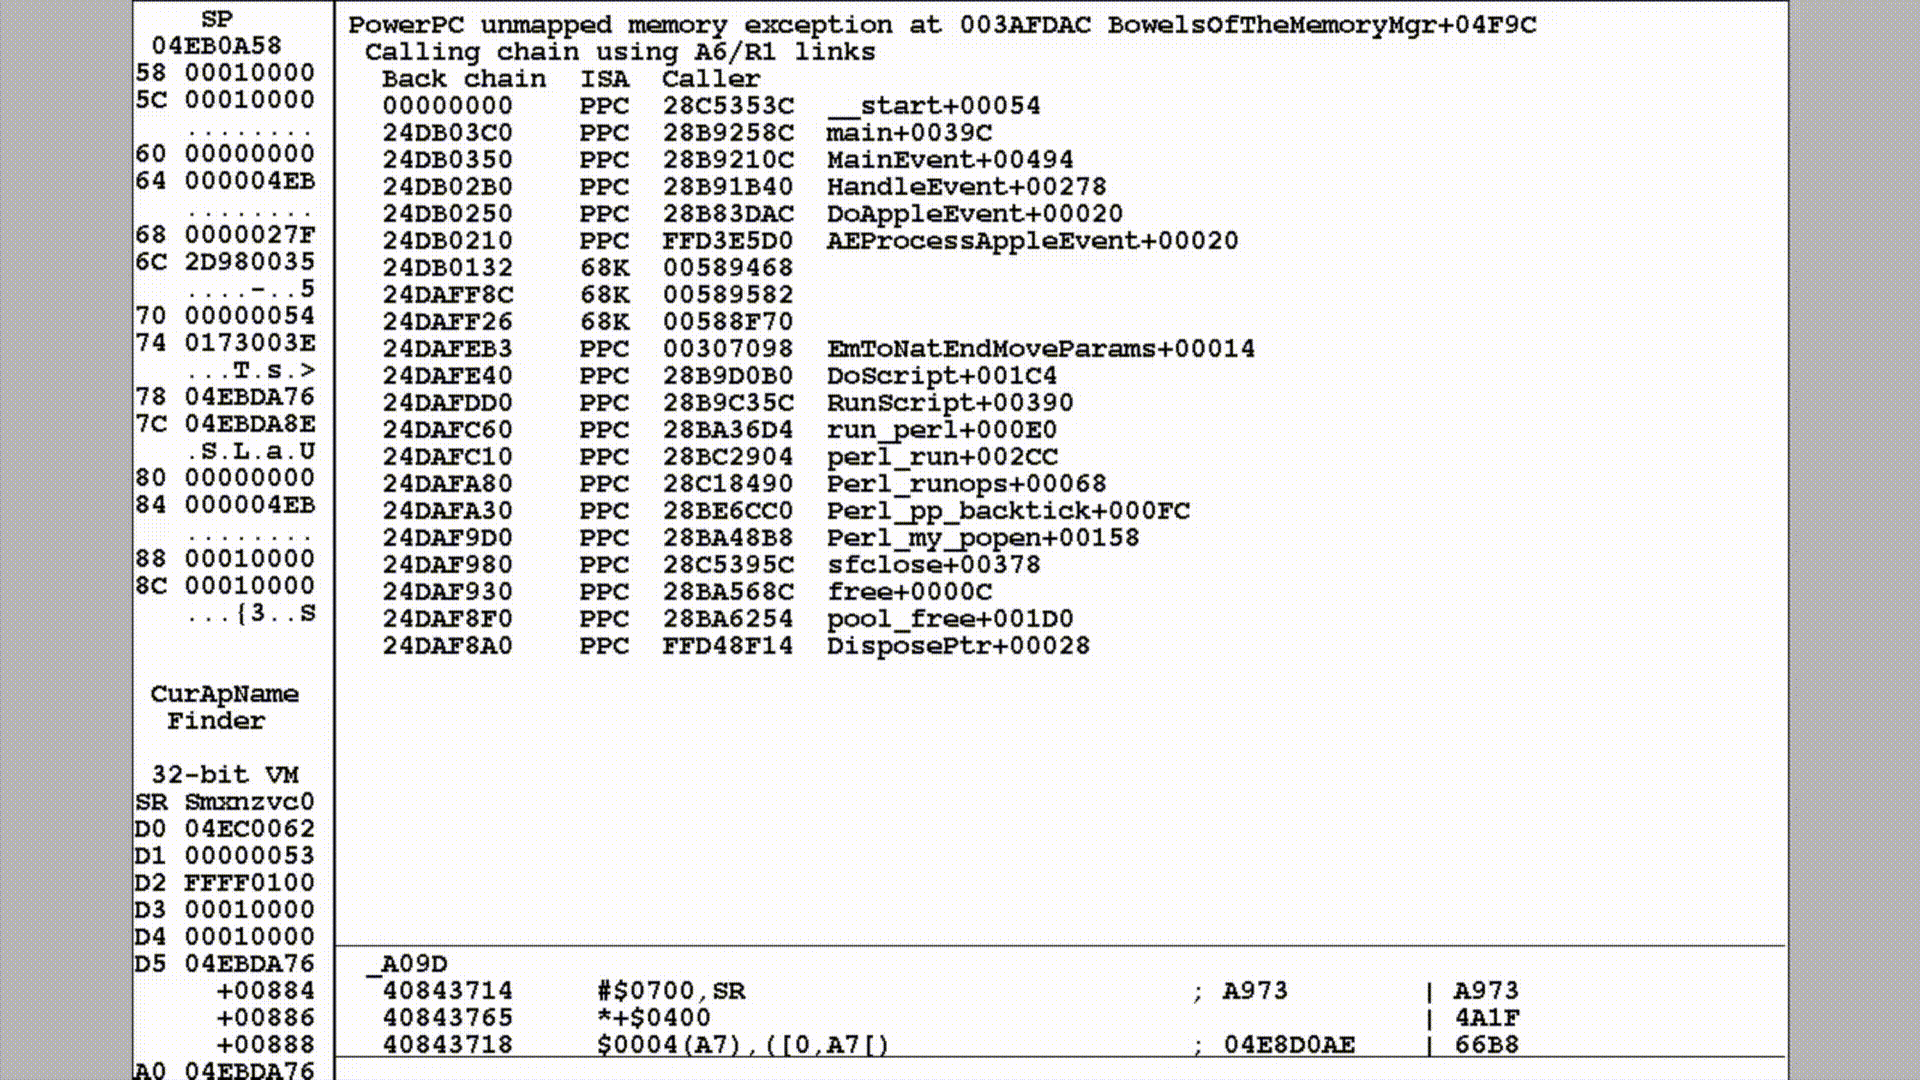 SP
04EB0A58
58 00010000
5C 00010000
........
60 00000000
64 000004EB
........
68 0000027F
6C 2D980035
....-..5
70 00000054
74 0173003E
...T.s.>
78 04EBDA76
7C 04EBDA8E
.S.L.a.U
80 00000000
84 000004EB
........
88 00010000
8C 00010000
...{3..S
CurApName
Finder
32-bit VM
SR Smxnzvc0
D0 04EC0062
D1 00000053
D2 FFFF0100
D3 00010000
D4 00010000
D5 04EBDA76
+00884
+00886
+00888
A0 04EBDA76
PowerPC unmapped memory exception at 003AFDAC BowelsOfTheMemoryMgr+04F9C
Calling chain using A6/R1 links
Back chain ISA Caller
00000000 PPC 28C5353C __start+00054
24DB03C0 PPC 28B9258C main+0039C
24DB0350 PPC 28B9210C MainEvent+00494
24DB02B0 PPC 28B91B40 HandleEvent+00278
24DB0250 PPC 28B83DAC DoAppleEvent+00020
24DB0210 PPC FFD3E5D0 AEProcessAppleEvent+00020
24DB0132 68K 00589468
24DAFF8C 68K 00589582
24DAFF26 68K 00588F70
24DAFEB3 PPC 00307098 EmToNatEndMoveParams+00014
24DAFE40 PPC 28B9D0B0 DoScript+001C4
24DAFDD0 PPC 28B9C35C RunScript+00390
24DAFC60 PPC 28BA36D4 run_perl+000E0
24DAFC10 PPC 28BC2904 perl_run+002CC
24DAFA80 PPC 28C18490 Perl_runops+00068
24DAFA30 PPC 28BE6CC0 Perl_pp_backtick+000FC
24DAF9D0 PPC 28BA48B8 Perl_my_popen+00158
24DAF980 PPC 28C5395C sfclose+00378
24DAF930 PPC 28BA568C free+0000C
24DAF8F0 PPC 28BA6254 pool_free+001D0
24DAF8A0 PPC FFD48F14 DisposePtr+00028
_A09D
40843714 #$0700,SR ; A973 | A973
40843765 *+$0400 | 4A1F
40843718 $0004(A7),([0,A7[) ; 04E8D0AE | 66B8